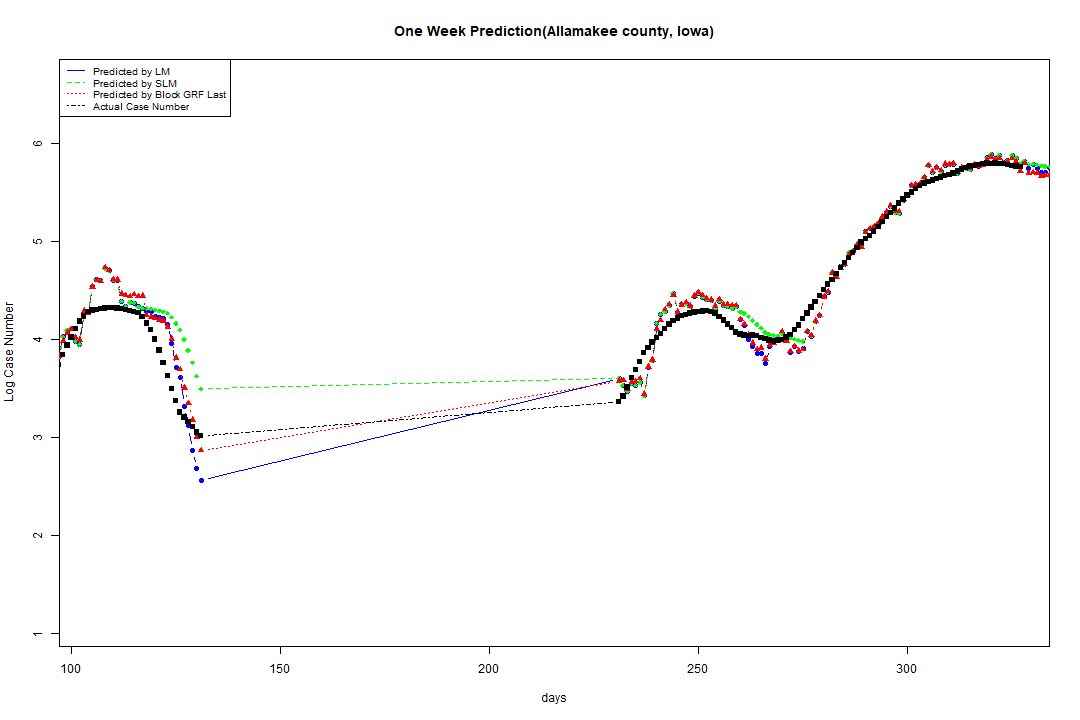 One Week Prediction(Allamakee county, Iowa)
Predicted by LM
Predicted by SLM
Predicted by Block GRF Last
Actual Case Number
Log Case Number
6
5
4
3
2
1
100 150 200 250 300
days